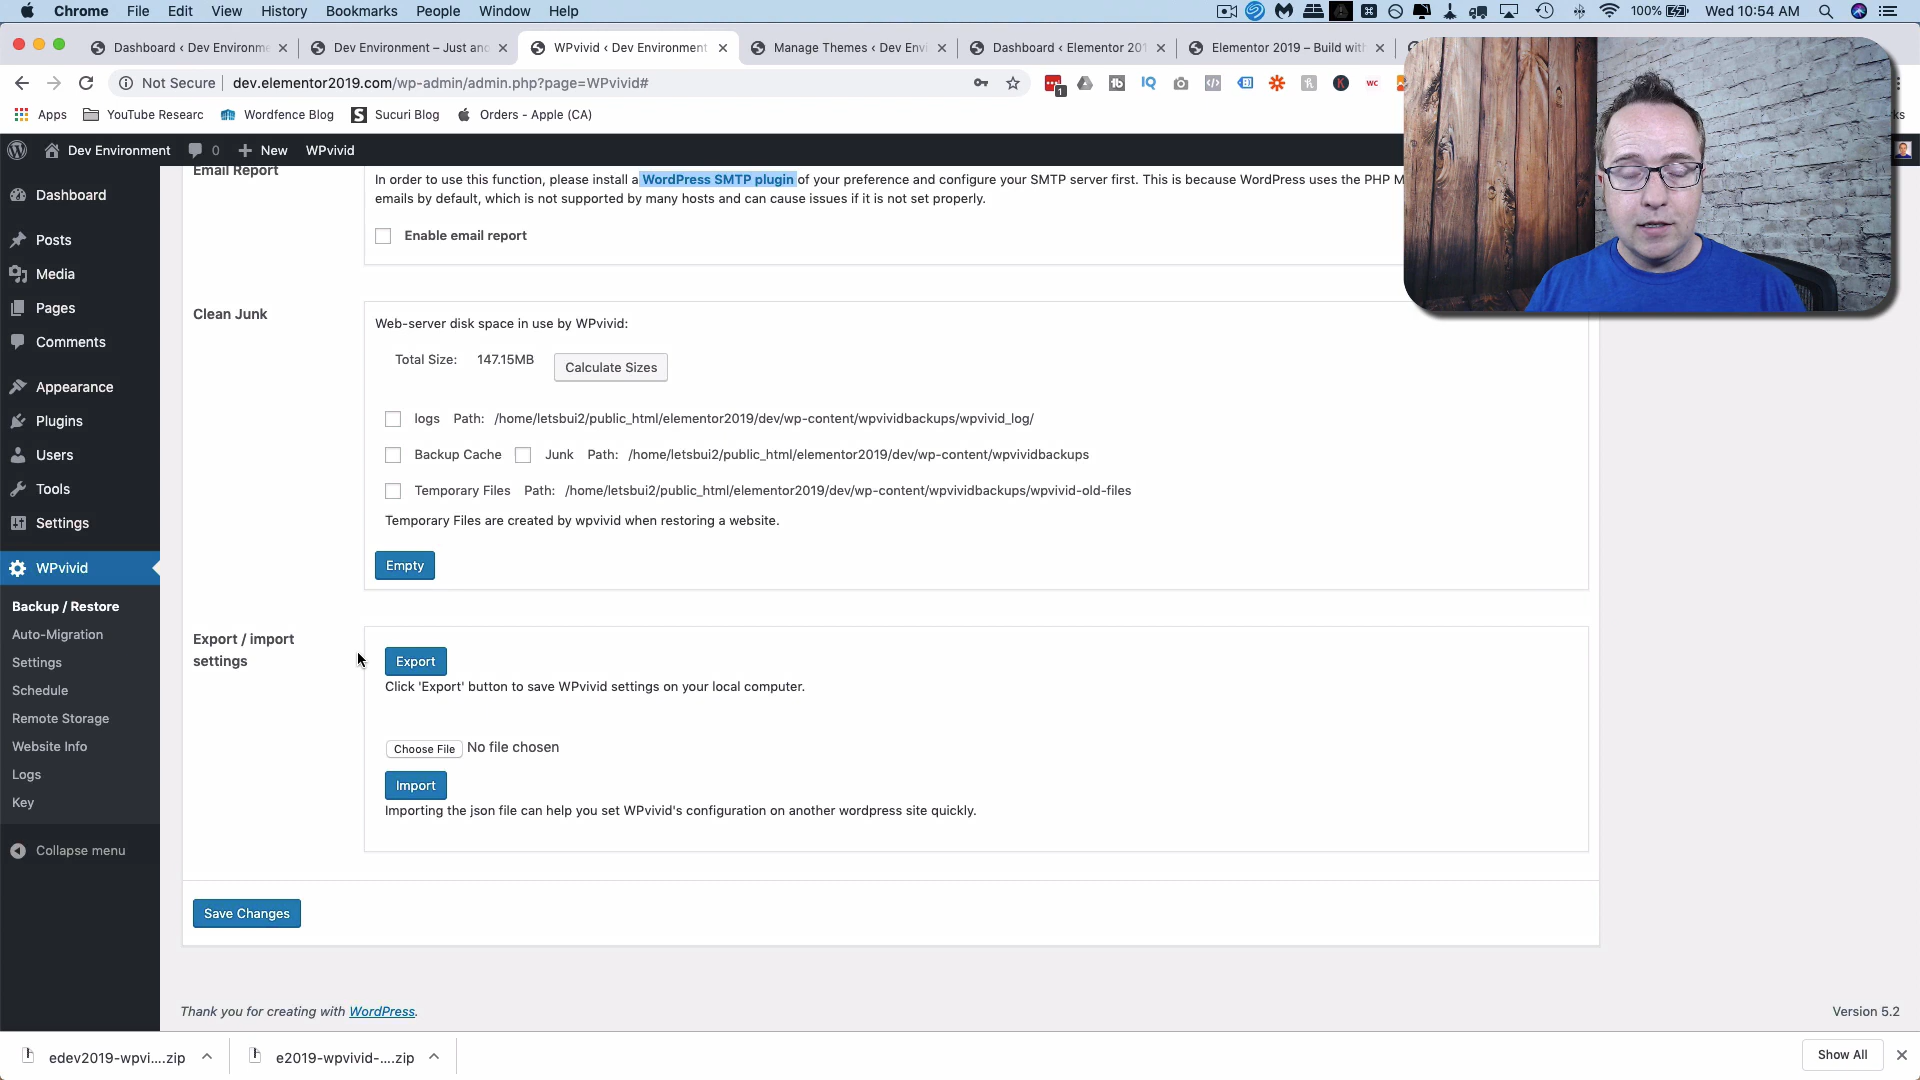 Chrome File Edit View History Bookmarks People Window Help
100% Wed 10:54 AM
Dashboard ‹ Dev Environme
Dev Environment – Just ano
WPvivid ‹ Dev Environment
Manage Themes ‹ Dev Envi
Dashboard ‹ Elementor 201
Elementor 2019 – Build with
Not Secure dev.elementor2019.com/wp-admin/admin.php?page=WPvivid#
Apps YouTube Researc Wordfence Blog Sucuri Blog Orders - Apple (CA)
Dev Environment 0 New WPvivid
Dashboard
Posts
Media
Pages
Comments
Appearance
Plugins
Users
Tools
Settings
WPvivid
Backup / Restore
Auto-Migration
Settings
Schedule
Remote Storage
Website Info
Logs
Key
Collapse menu
Email Report
In order to use this function, please install a WordPress SMTP plugin of your preference and configure your SMTP server first. This is because WordPress uses the PHP M
emails by default, which is not supported by many hosts and can cause issues if it is not set properly.
Enable email report
Clean Junk
Web-server disk space in use by WPvivid:
Total Size: 147.15MB Calculate Sizes
logs Path: /home/letsbui2/public_html/elementor2019/dev/wp-content/wpvividbackups/wpvivid_log/
Backup Cache Junk Path: /home/letsbui2/public_html/elementor2019/dev/wp-content/wpvividbackups
Temporary Files Path: /home/letsbui2/public_html/elementor2019/dev/wp-content/wpvividbackups/wpvivid-old-files
Temporary Files are created by wpvivid when restoring a website.
Empty
Export / import
settings
Export
Click 'Export' button to save WPvivid settings on your local computer.
Choose File No file chosen
Import
Importing the json file can help you set WPvivid's configuration on another wordpress site quickly.
Save Changes
Thank you for creating with WordPress.
Version 5.2
edev2019-wpvi....zip
e2019-wpvivid-....zip
Show All